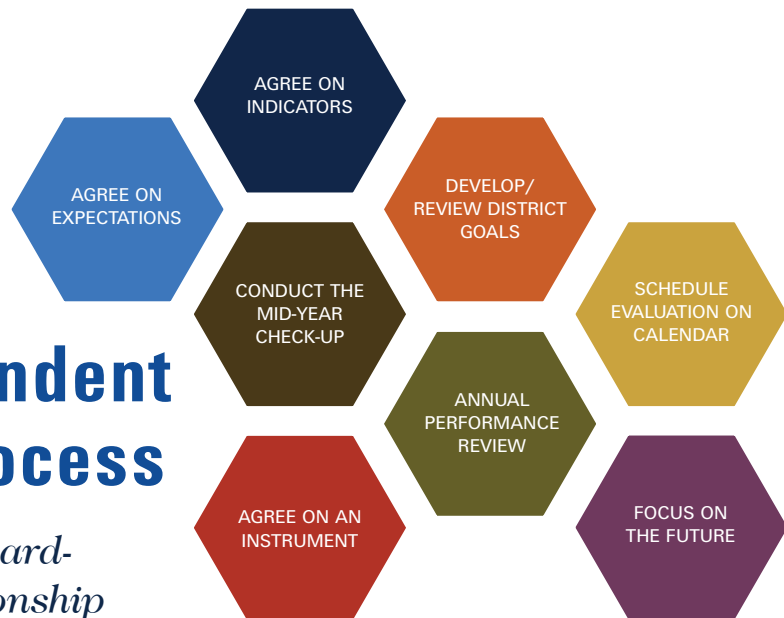 AGREE ON
INDICATORS
AGREE ON
EXPECTATIONS
DEVELOP/
REVIEW DISTRICT
GOALS
CONDUCT THE
MID-YEAR
CHECK-UP
SCHEDULE
EVALUATION ON
CALENDAR
ndent
ocess
ANNUAL
PERFORMANCE
REVIEW
AGREE ON AN
INSTRUMENT
FOCUS ON
THE FUTURE
ard-
onship